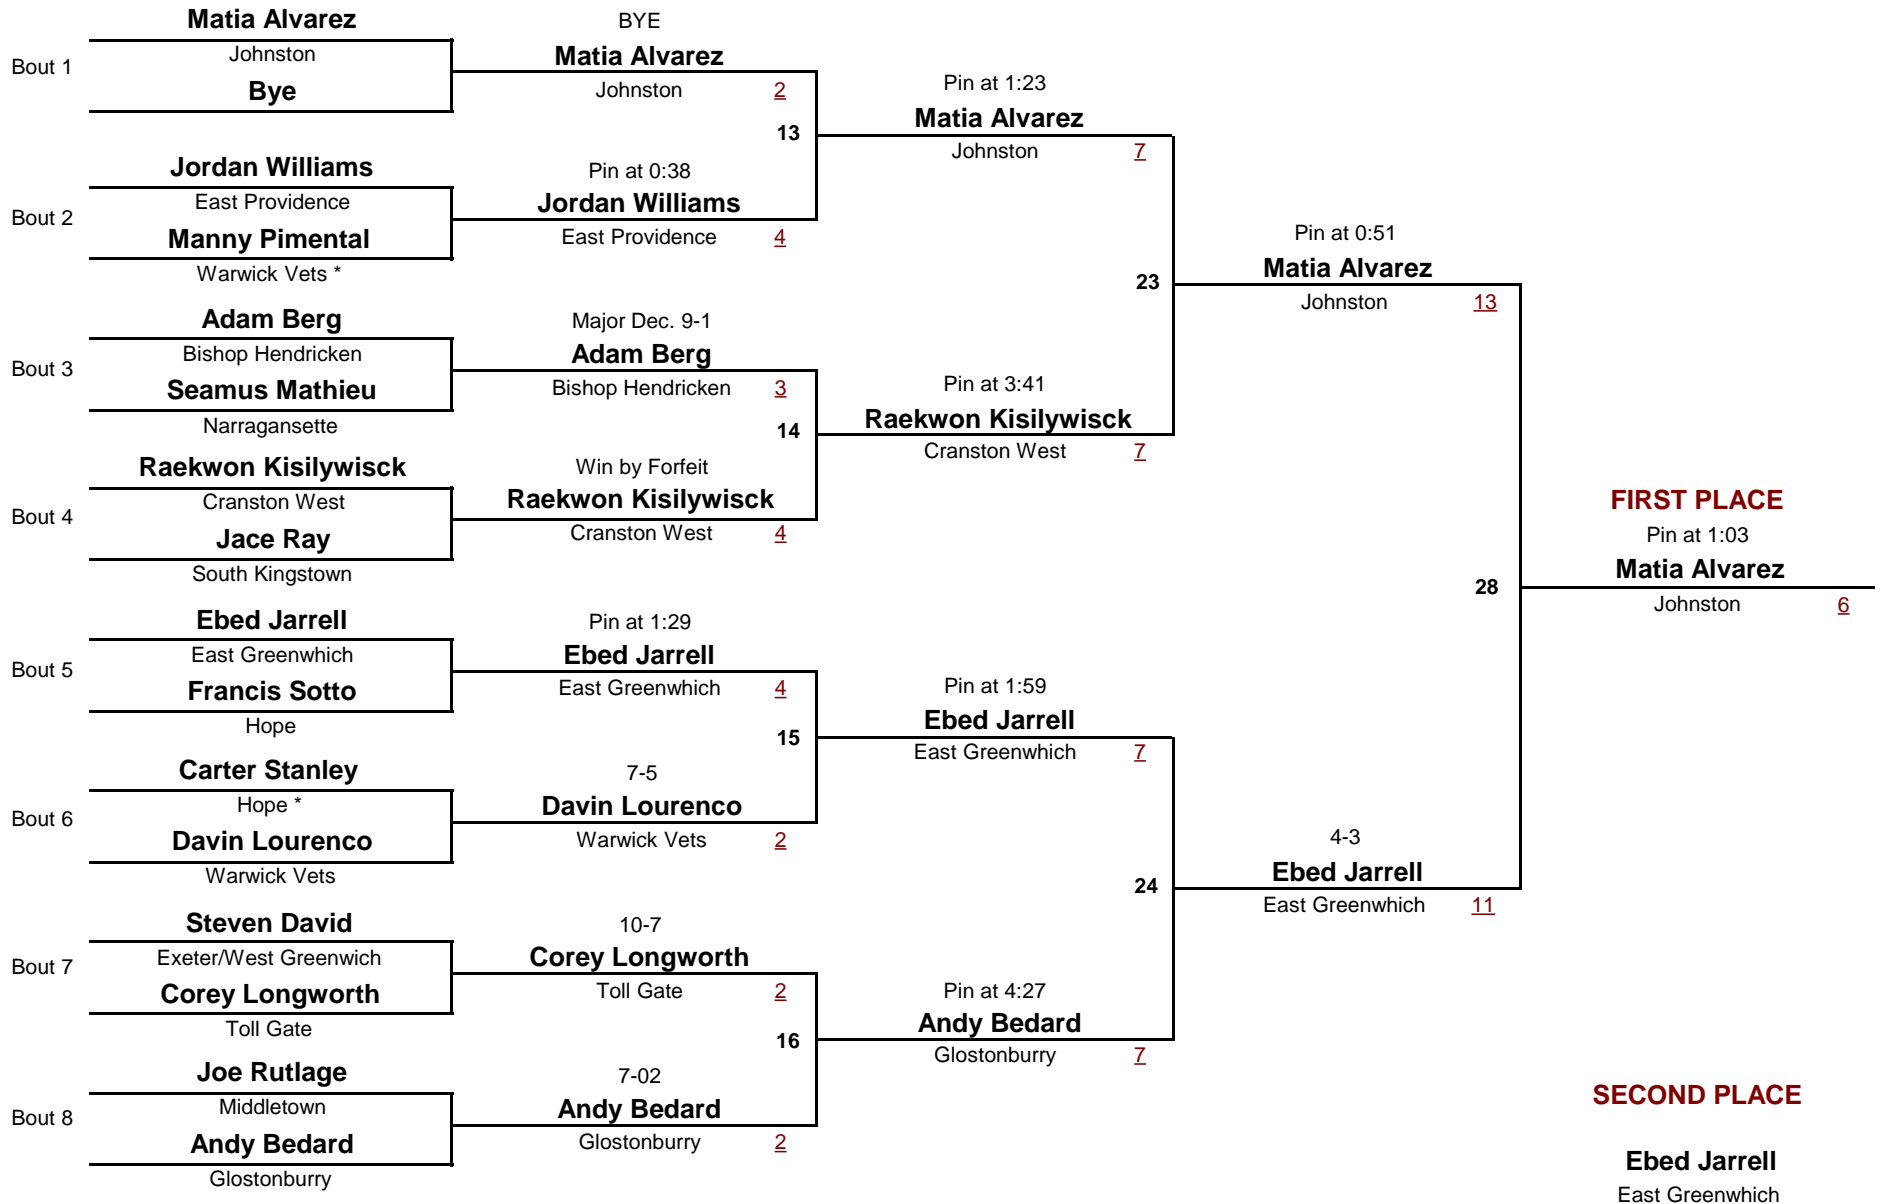 Matia Alvarez
Bout 1
Johnston
Bye
Jordan Williams
Bout 2
East Providence
Manny Pimental
Warwick Vets *
Adam Berg
Bout 3
Bishop Hendricken
Seamus Mathieu
Narragansette
Raekwon Kisilywisck
Bout 4
Cranston West
Jace Ray
South Kingstown
Ebed Jarrell
Bout 5
East Greenwhich
Francis Sotto
Hope
Carter Stanley
Bout 6
Hope *
Davin Lourenco
Warwick Vets
Steven David
Bout 7
Exeter/West Greenwich
Corey Longworth
Toll Gate
Joe Rutlage
Bout 8
Middletown
Andy Bedard
Glostonburry
BYE
Matia Alvarez
Johnston 2
13
Pin at 0:38
Jordan Williams
East Providence 4
Major Dec. 9-1
Adam Berg
Bishop Hendricken 3
14
Win by Forfeit
Raekwon Kisilywisck
Cranston West 4
Pin at 1:29
Ebed Jarrell
East Greenwhich 4
15
7-5
Davin Lourenco
Warwick Vets 2
10-7
Corey Longworth
Toll Gate 2
16
7-02
Andy Bedard
Glostonburry 2
Pin at 1:23
Matia Alvarez
Johnston 7
23
Pin at 3:41
Raekwon Kisilywisck
Cranston West 7
Pin at 1:59
Ebed Jarrell
East Greenwhich 7
24
Pin at 4:27
Andy Bedard
Glostonburry 7
Pin at 0:51
Matia Alvarez
Johnston 13
28
4-3
Ebed Jarrell
East Greenwhich 11
FIRST PLACE
Pin at 1:03
Matia Alvarez
Johnston 6
SECOND PLACE
Ebed Jarrell
East Greenwhich